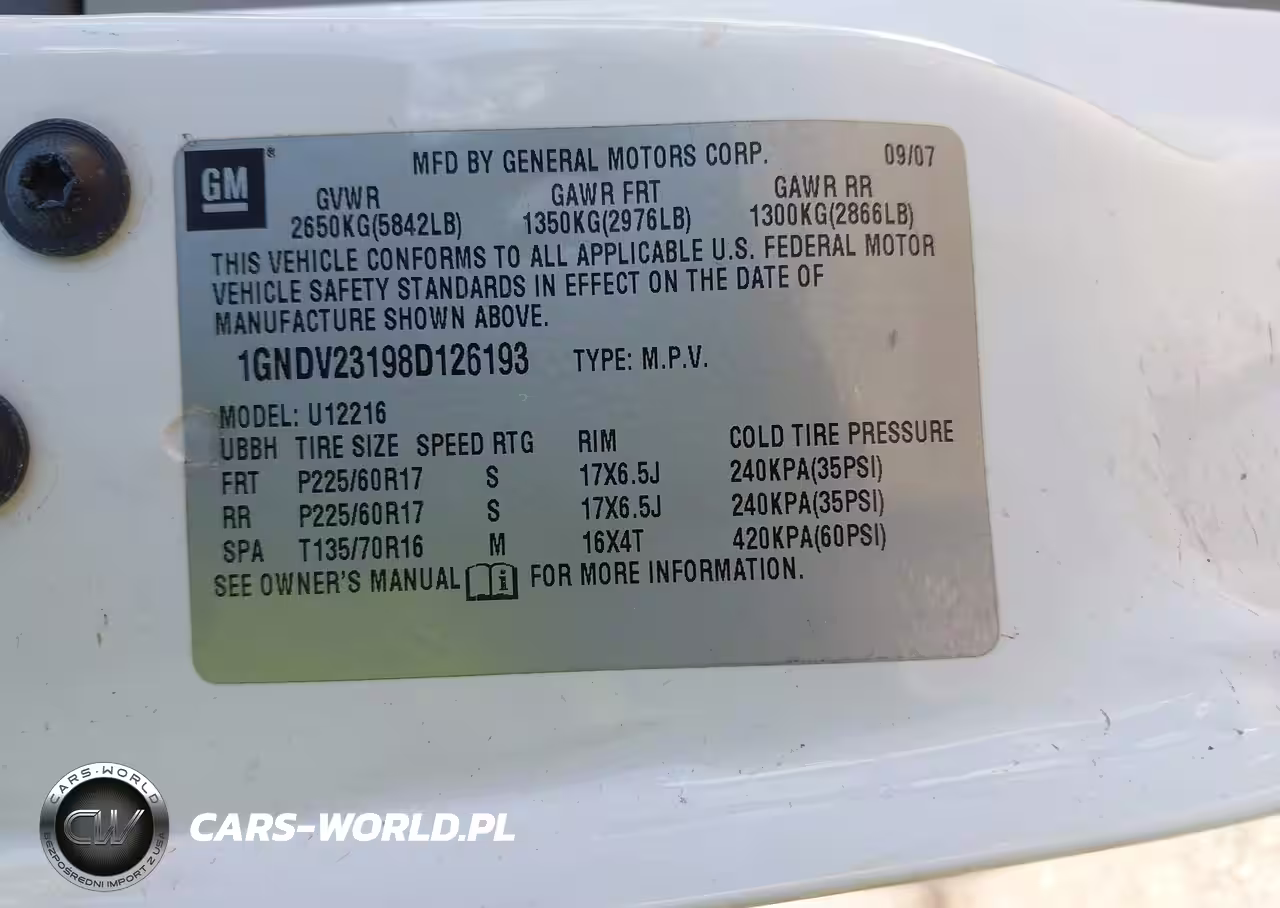 GM ® MFD BY GENERAL MOTORS CORP. 09/07
GVWR GAWR FRT GAWR RR
2650KG(5842LB) 1350KG(2976LB) 1300KG(2866LB)
THIS VEHICLE CONFORMS TO ALL APPLICABLE U.S. FEDERAL MOTOR
VEHICLE SAFETY STANDARDS IN EFFECT ON THE DATE OF
MANUFACTURE SHOWN ABOVE.
1GNDV23198D126193 TYPE: M.P.V.
MODEL: U12216
UBBH TIRE SIZE SPEED RTG RIM COLD TIRE PRESSURE
FRT P225/60R17 S 17X6.5J 240KPA(35PSI)
RR P225/60R17 S 17X6.5J 240KPA(35PSI)
SPA T135/70R16 M 16X4T 420KPA(60PSI)
SEE OWNER'S MANUAL i FOR MORE INFORMATION.
CARS-WORLD
CW
BEZPOŚREDNI IMPORT Z USA
CARS-WORLD.PL